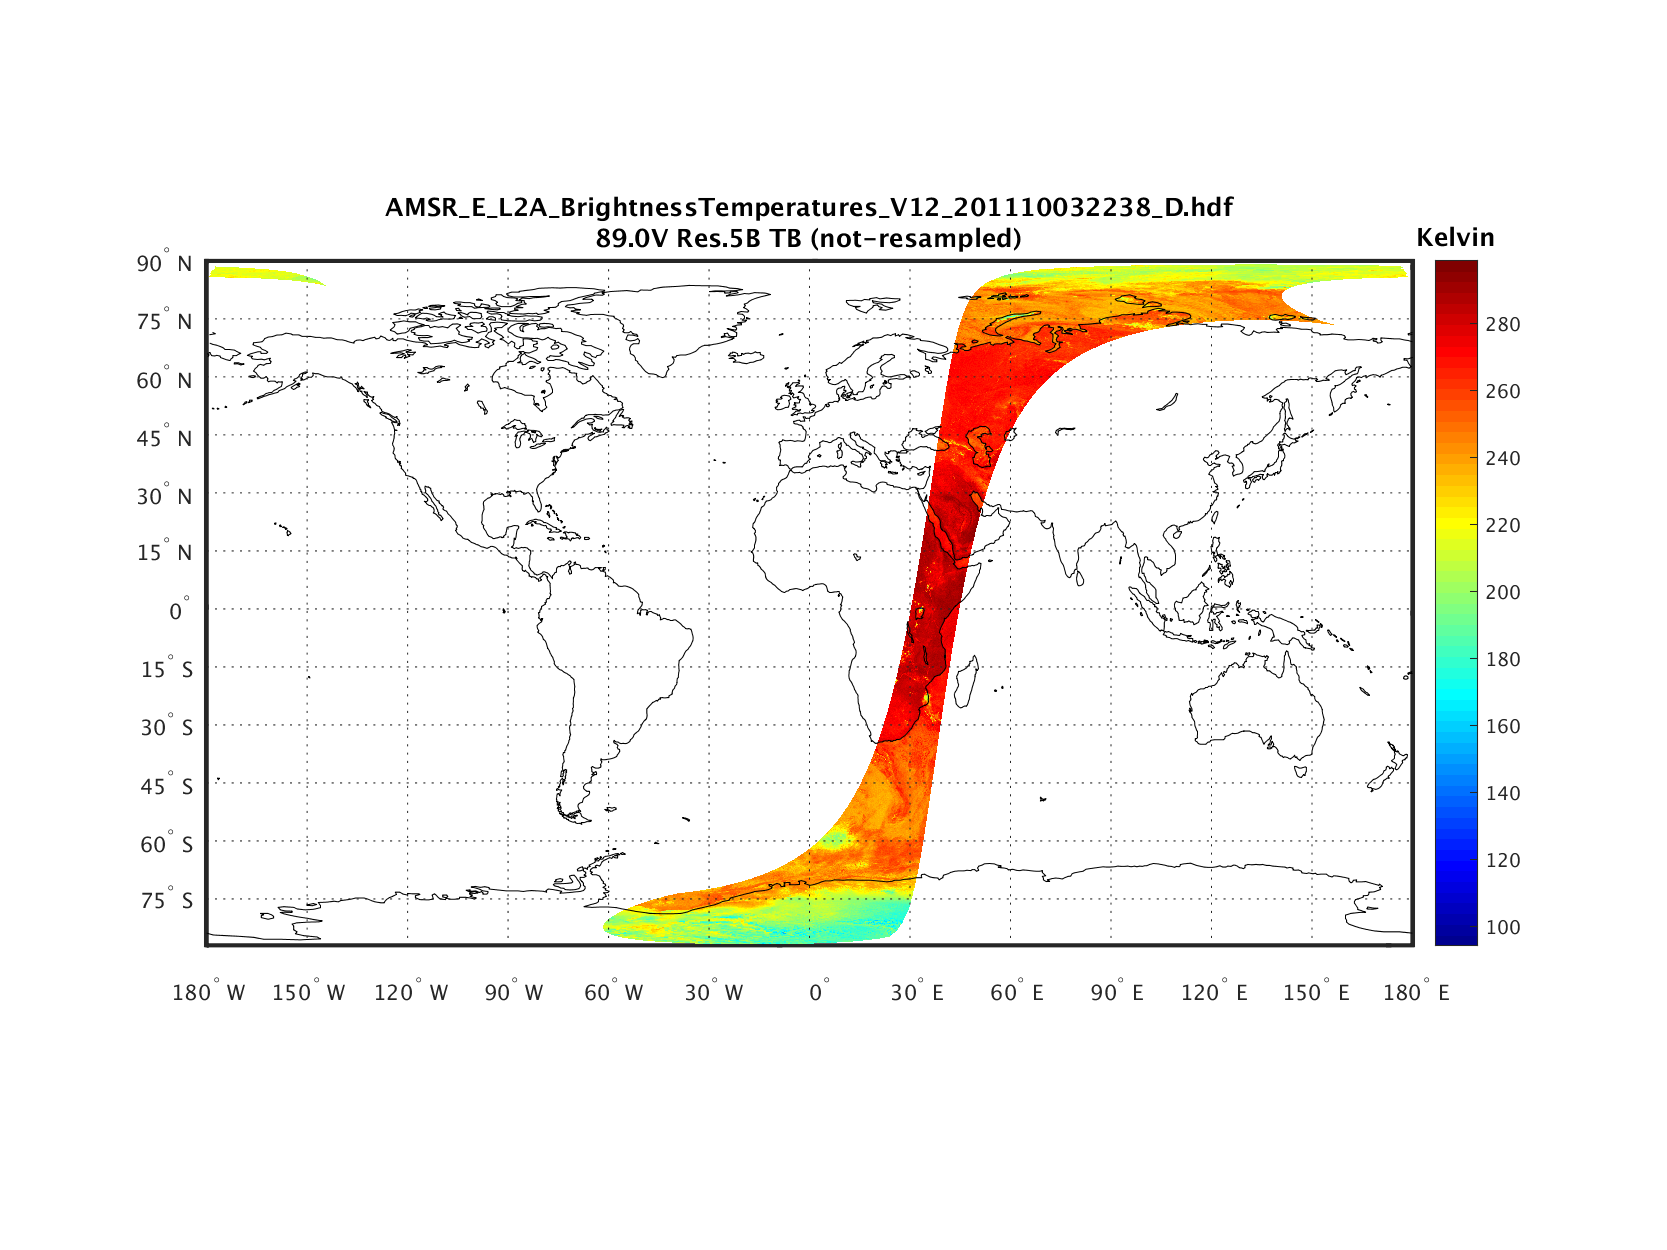 AMSR_E_L2A_BrightnessTemperatures_V12_201110032238_D.hdf
89.0V Res.5B TB (not-resampled)
Kelvin
90° N
75° N
60° N
45° N
30° N
15° N
0°
15° S
30° S
45° S
60° S
75° S
180° W 150° W 120° W 90° W 60° W 30° W 0° 30° E 60° E 90° E 120° E 150° E 180° E
280
260
240
220
200
180
160
140
120
100